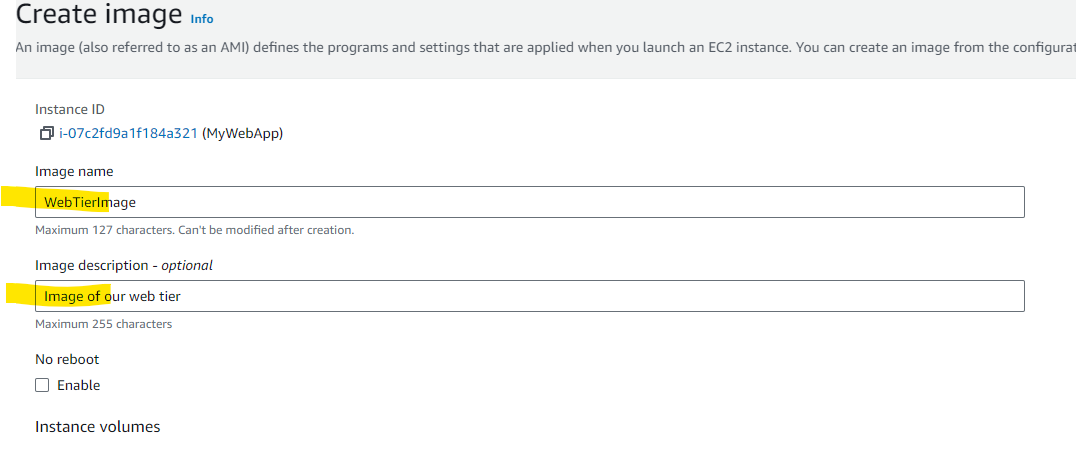 Create image Info
An image (also referred to as an AMI) defines the programs and settings that are applied when you launch an EC2 instance. You can create an image from the
Instance ID
i-07c2fd9a1f184a321 (MyWebApp)
Image name
WebTierImage
Maximum 127 characters. Can't be modified after creation.
Image description - optional
Image of our web tier
Maximum 255 characters
No reboot
Enable
Instance volumes